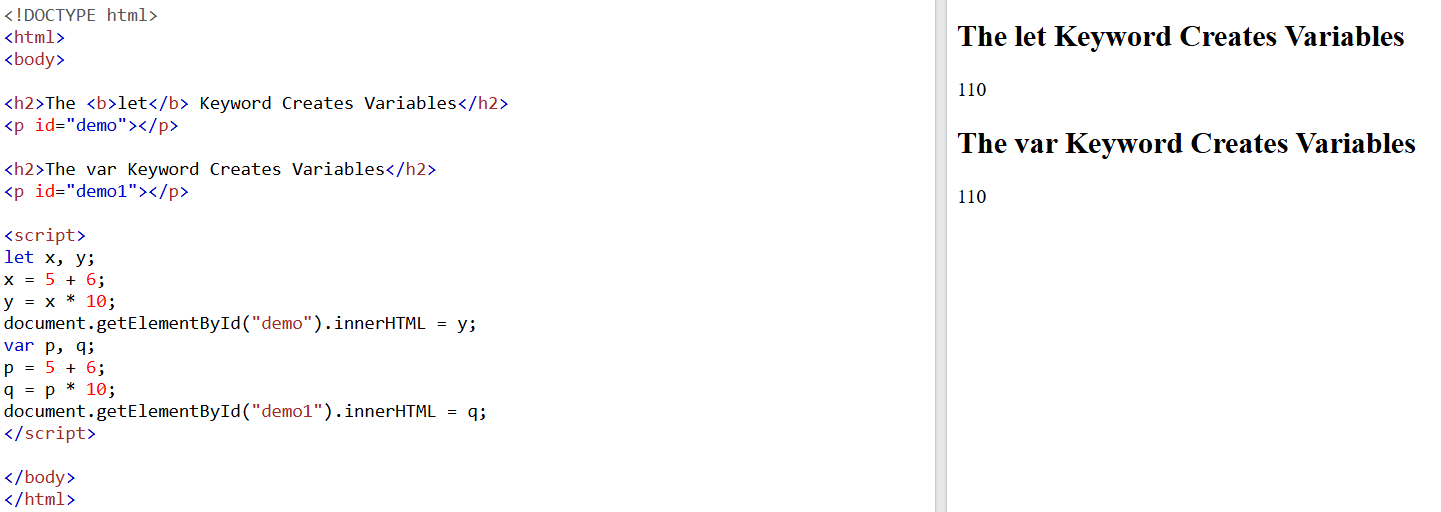 <!DOCTYPE html>
<html>
<body>
<h2>The <b>let</b> Keyword Creates Variables</h2>
<p id="demo"></p>
<h2>The var Keyword Creates Variables</h2>
<p id="demo1"></p>
<script>
let x, y;
x = 5 + 6;
y = x * 10;
document.getElementById("demo").innerHTML = y;
var p, q;
p = 5 + 6;
q = p * 10;
document.getElementById("demo1").innerHTML = q;
</script>
</body>
</html>
The let Keyword Creates Variables
110
The var Keyword Creates Variables
110